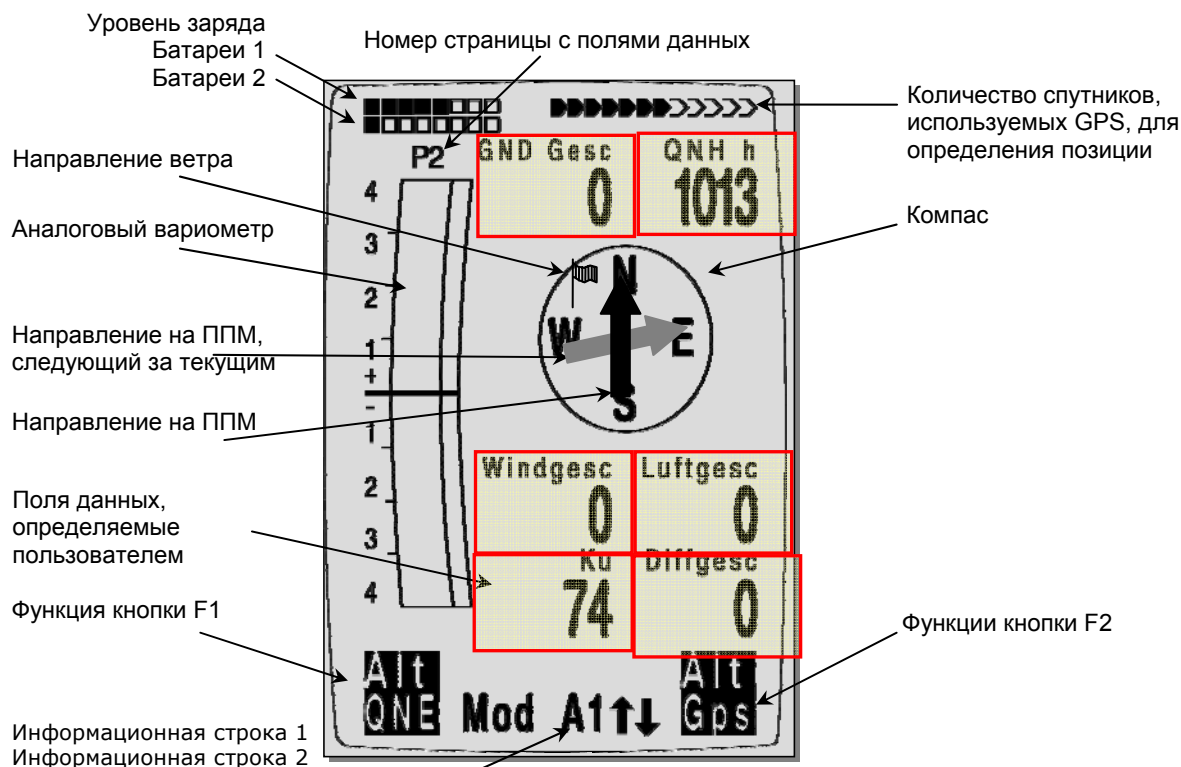 Уровень заряда
Батареи 1
Батареи 2
Номер страницы с полями данных
Количество спутников,
используемых GPS, для
определения позиции
Направление ветра
Аналоговый вариометр
Направление на ППМ,
следующий за текущим
Направление на ППМ
Поля данных,
определяемые
пользователем
Функция кнопки F1
Информационная строка 1
Информационная строка 2
Компас
Функции кнопки F2
P2
GND Gesc
0
QNH h
1013
4
3
2
1
+
-
1
2
3
4
N
W
E
S
Windgesc
0
Luftgesc
0
Ku
74
Diffgesc
0
Alt
QNE
Mod A1↑↓
Alt
Gps